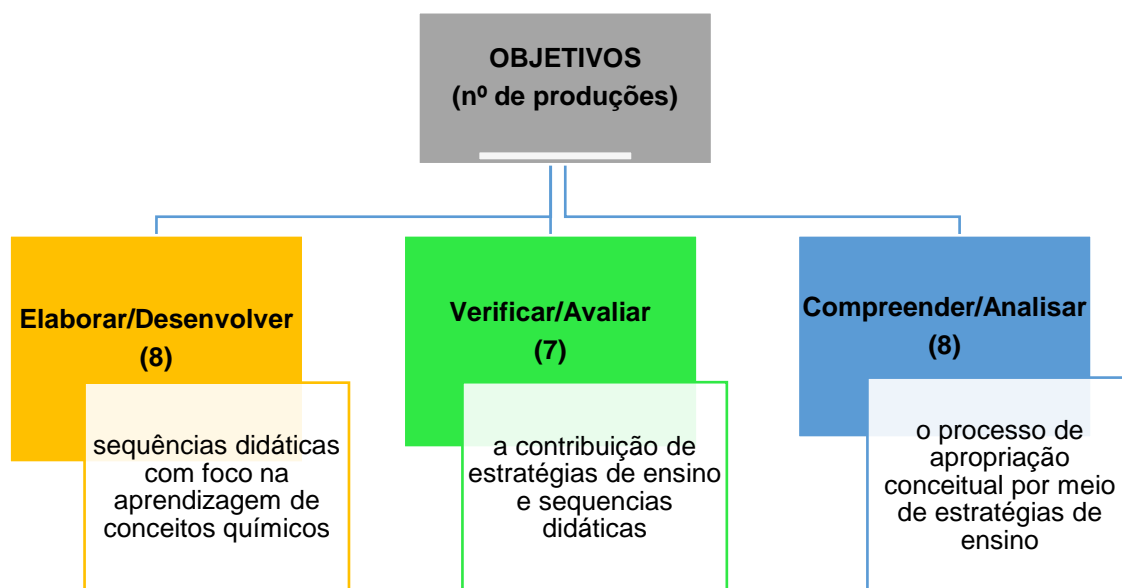 OBJETIVOS
(nº de produções)
Elaborar/Desenvolver
(8)
sequências didáticas
com foco na
aprendizagem de
conceitos químicos
Verificar/Avaliar
(7)
a contribuição de
estratégias de ensino
e sequencias
didáticas
Compreender/Analisar
(8)
o processo de
apropriação
conceitual por meio
de estratégias de
ensino